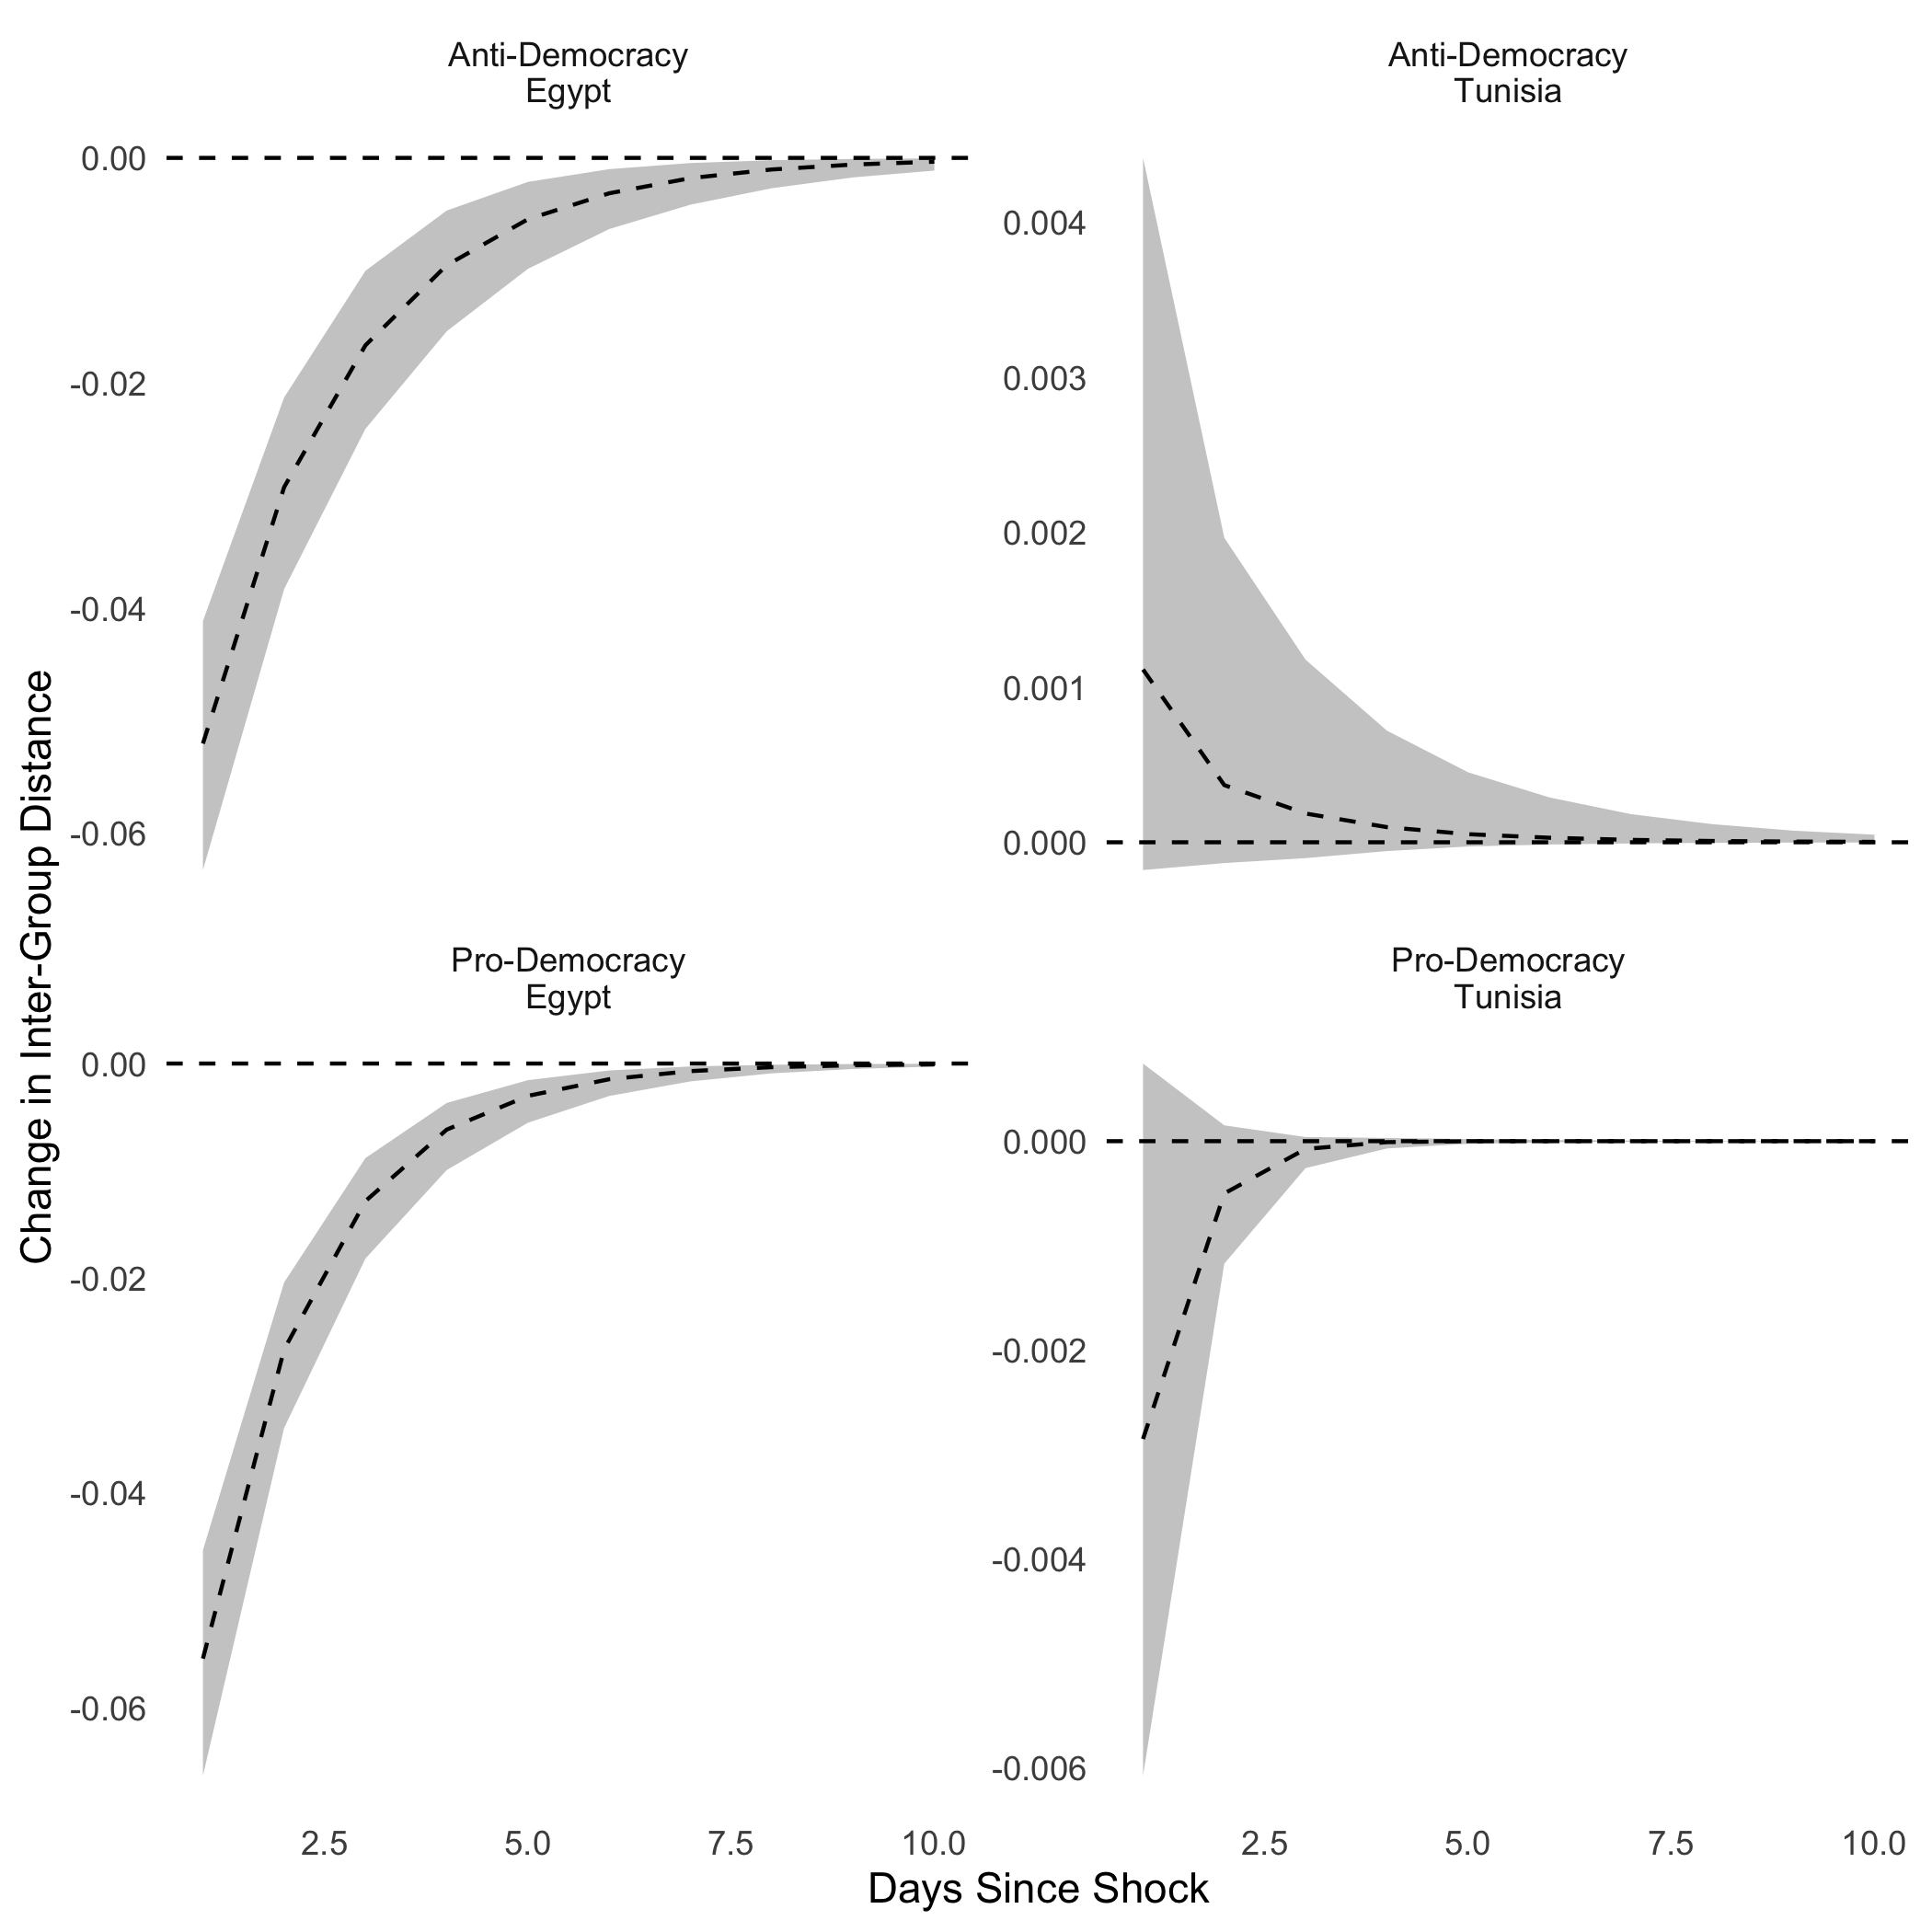 Anti-Democracy
Egypt
Anti-Democracy
Tunisia
0.00
-0.02
-0.04
-0.06
0.004
0.003
0.002
0.001
0.000
Change in Inter-Group Distance
Pro-Democracy
Egypt
Pro-Democracy
Tunisia
0.00
-0.02
-0.04
-0.06
0.000
-0.002
-0.004
-0.006
2.5 5.0 7.5 10.0
2.5 5.0 7.5 10.0
Days Since Shock